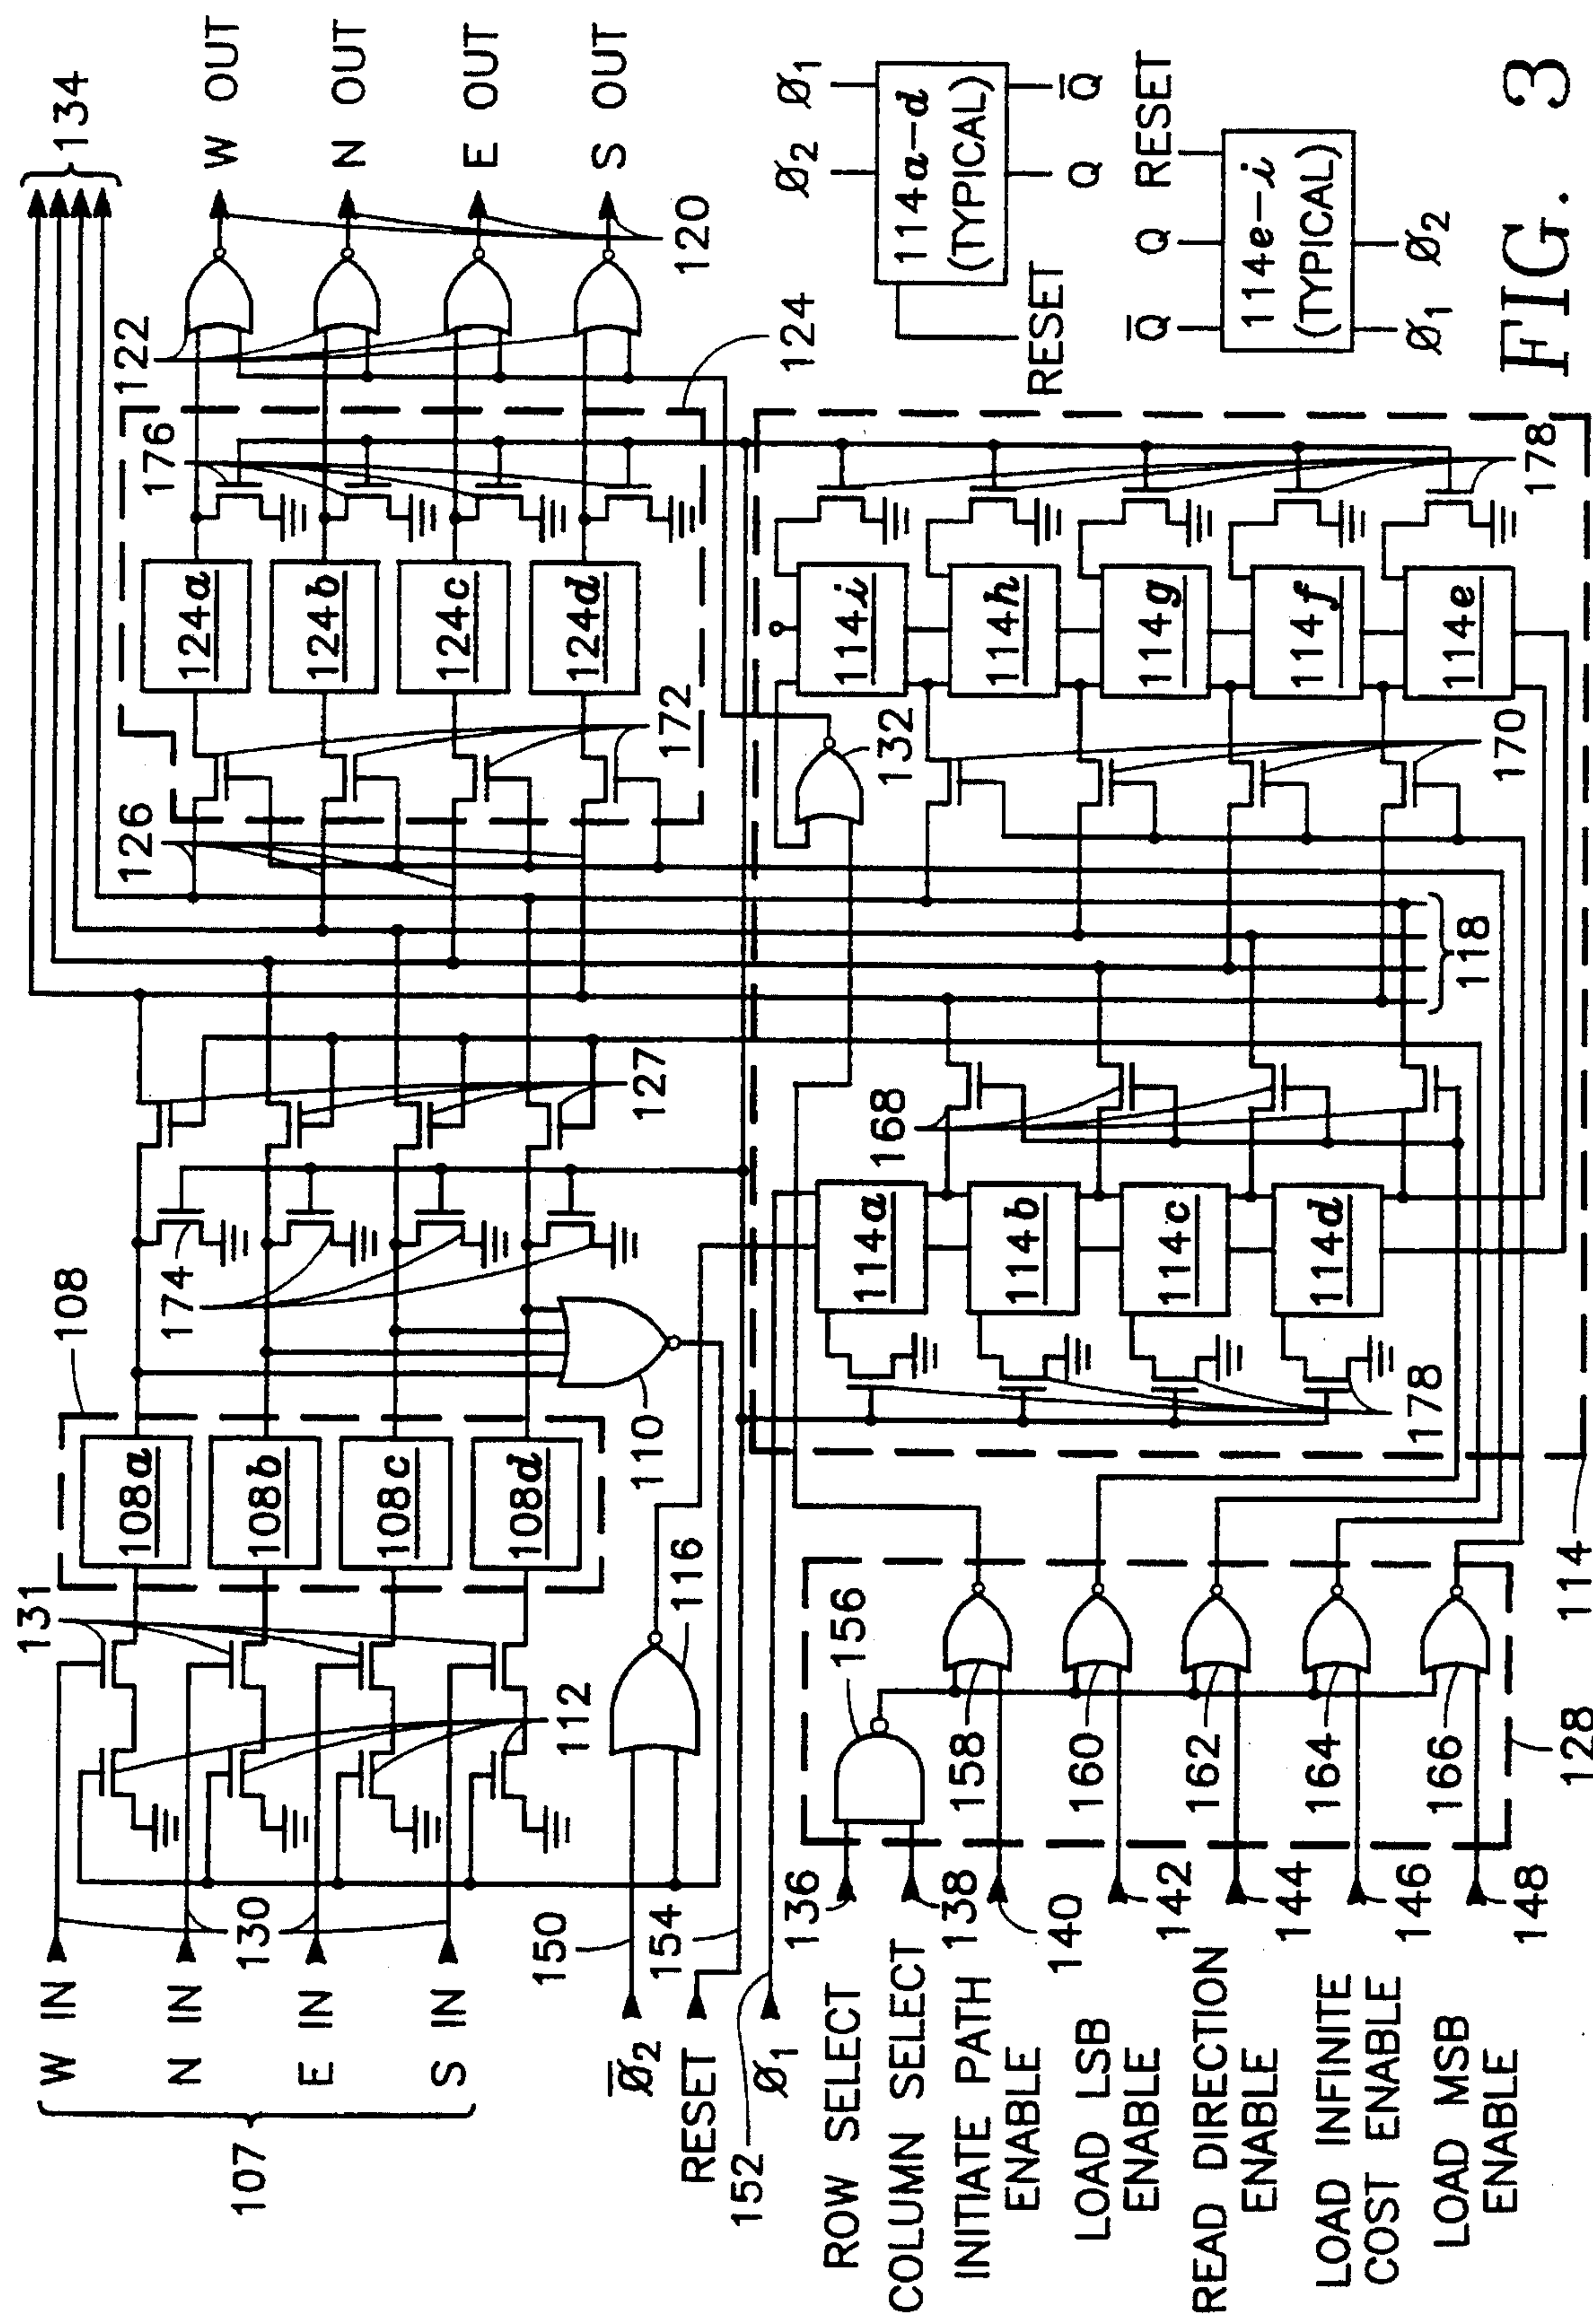 W IN
N IN
E IN
S IN
107
130
131
112
108
108a
108b
108c
108d
174
110
127
126
172
124a
124b
124c
124d
176
122
124
134
W OUT
N OUT
E OUT
S OUT
120
Ø̅2
150
RESET
154
Ø1
152
116
ROW SELECT
136
COLUMN SELECT
138
INITIATE PATH
ENABLE
140
LOAD LSB
ENABLE
142
READ DIRECTION
ENABLE
144
LOAD INFINITE
COST ENABLE
146
LOAD MSB
ENABLE
148
156
158
160
162
164
166
128
114
178
114a
114b
114c
114d
168
118
132
170
114i
114h
114g
114f
114e
178
Ø2 Ø1
114a-d
(TYPICAL)
RESET
Q Q̅
Q̅ Q RESET
114e-i
(TYPICAL)
Ø1 Ø2
FIG. 3